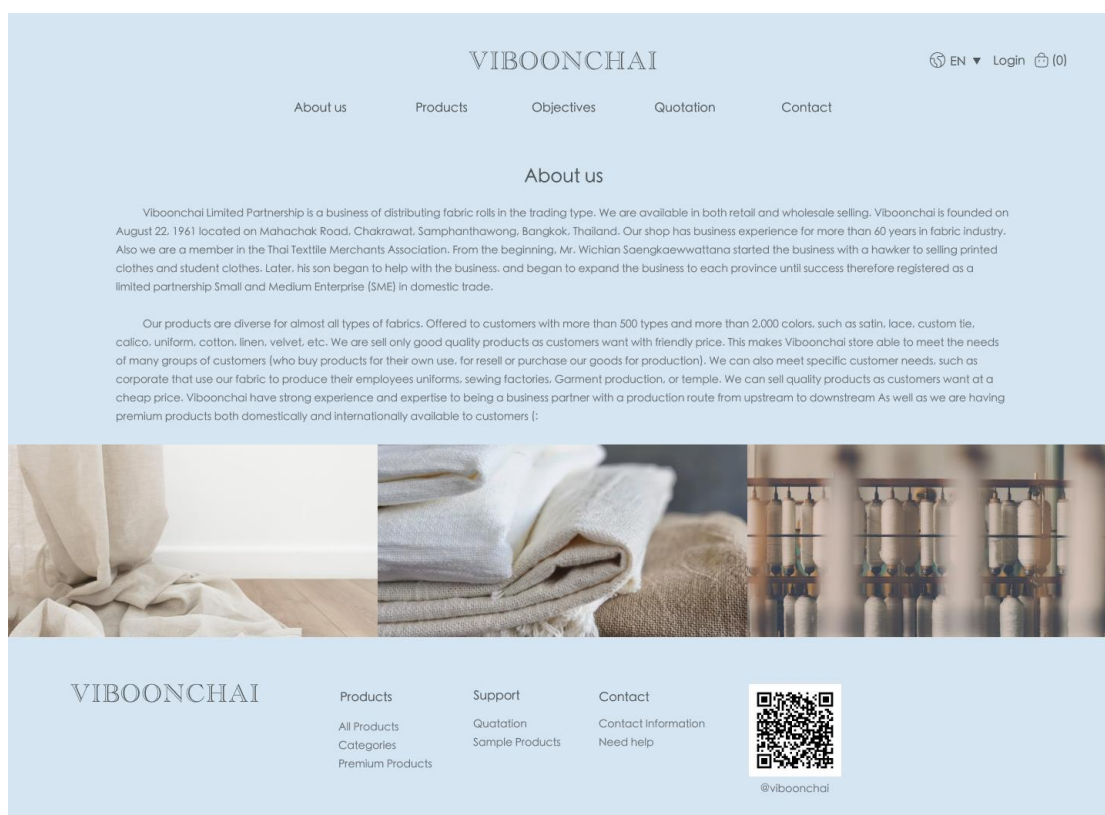 VIBOONCHAI
EN ▼ Login (0)
About us Products Objectives Quotation Contact
About us
Viboonchai Limited Partnership is a business of distributing fabric rolls in the trading type. We are available in both retail and wholesale selling. Viboonchai is founded on
August 22, 1961 located on Mahachak Road, Chakrawat, Samphanthawong, Bangkok, Thailand. Our shop has business experience for more than 60 years in fabric industry.
Also we are a member in the Thai Texttile Merchants Association. From the beginning, Mr. Wichian Saengkaewwattana started the business with a hawker to selling printed
clothes and student clothes. Later, his son began to help with the business, and began to expand the business to each province until success therefore registered as a
limited partnership Small and Medium Enterprise (SME) in domestic trade.
Our products are diverse for almost all types of fabrics. Offered to customers with more than 500 types and more than 2,000 colors, such as satin, lace, custom tie,
calico, uniform, cotton, linen, velvet, etc. We are sell only good quality products as customers want with friendly price. This makes Viboonchai store able to meet the needs
of many groups of customers (who buy products for their own use, for resell or purchase our goods for production). We can also meet specific customer needs, such as
corporate that use our fabric to produce their employees uniforms, sewing factories, Garment production, or temple. We can sell quality products as customers want at a
cheap price. Viboonchai have strong experience and expertise to being a business partner with a production route from upstream to downstream As well as we are having
premium products both domestically and internationally available to customers (:
VIBOONCHAI
Products
All Products
Categories
Premium Products
Support
Quatation
Sample Products
Contact
Contact Information
Need help
@viboonchai